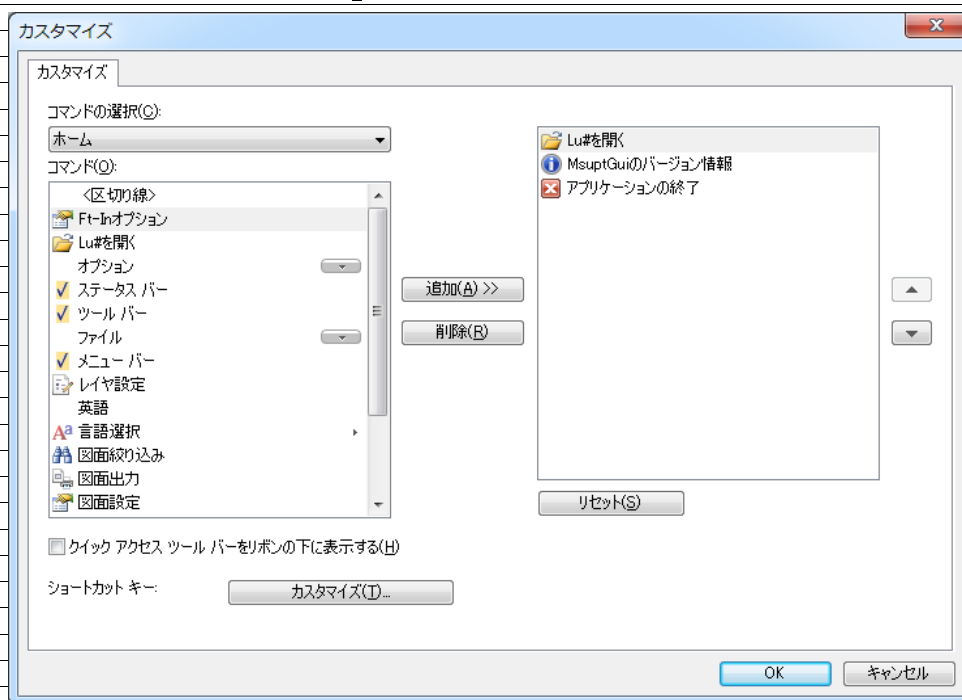 カスタマイズ
カスタマイズ
コマンドの選択(C):
ホーム
コマンド(O):
<区切り線>
Ft-Inオプション
Lu#を開く
オプション
ステータス バー
ツール バー
ファイル
メニュー バー
レイヤ設定
英語
言語選択
図面絞り込み
図面出力
図面設定
追加(A) >>
削除(R)
Lu#を開く
MsuptGuiのバージョン情報
アプリケーションの終了
リセット(S)
クイック アクセス ツール バーをリボンの下に表示する(H)
ショートカット キー:
カスタマイズ(T)...
OK
キャンセル